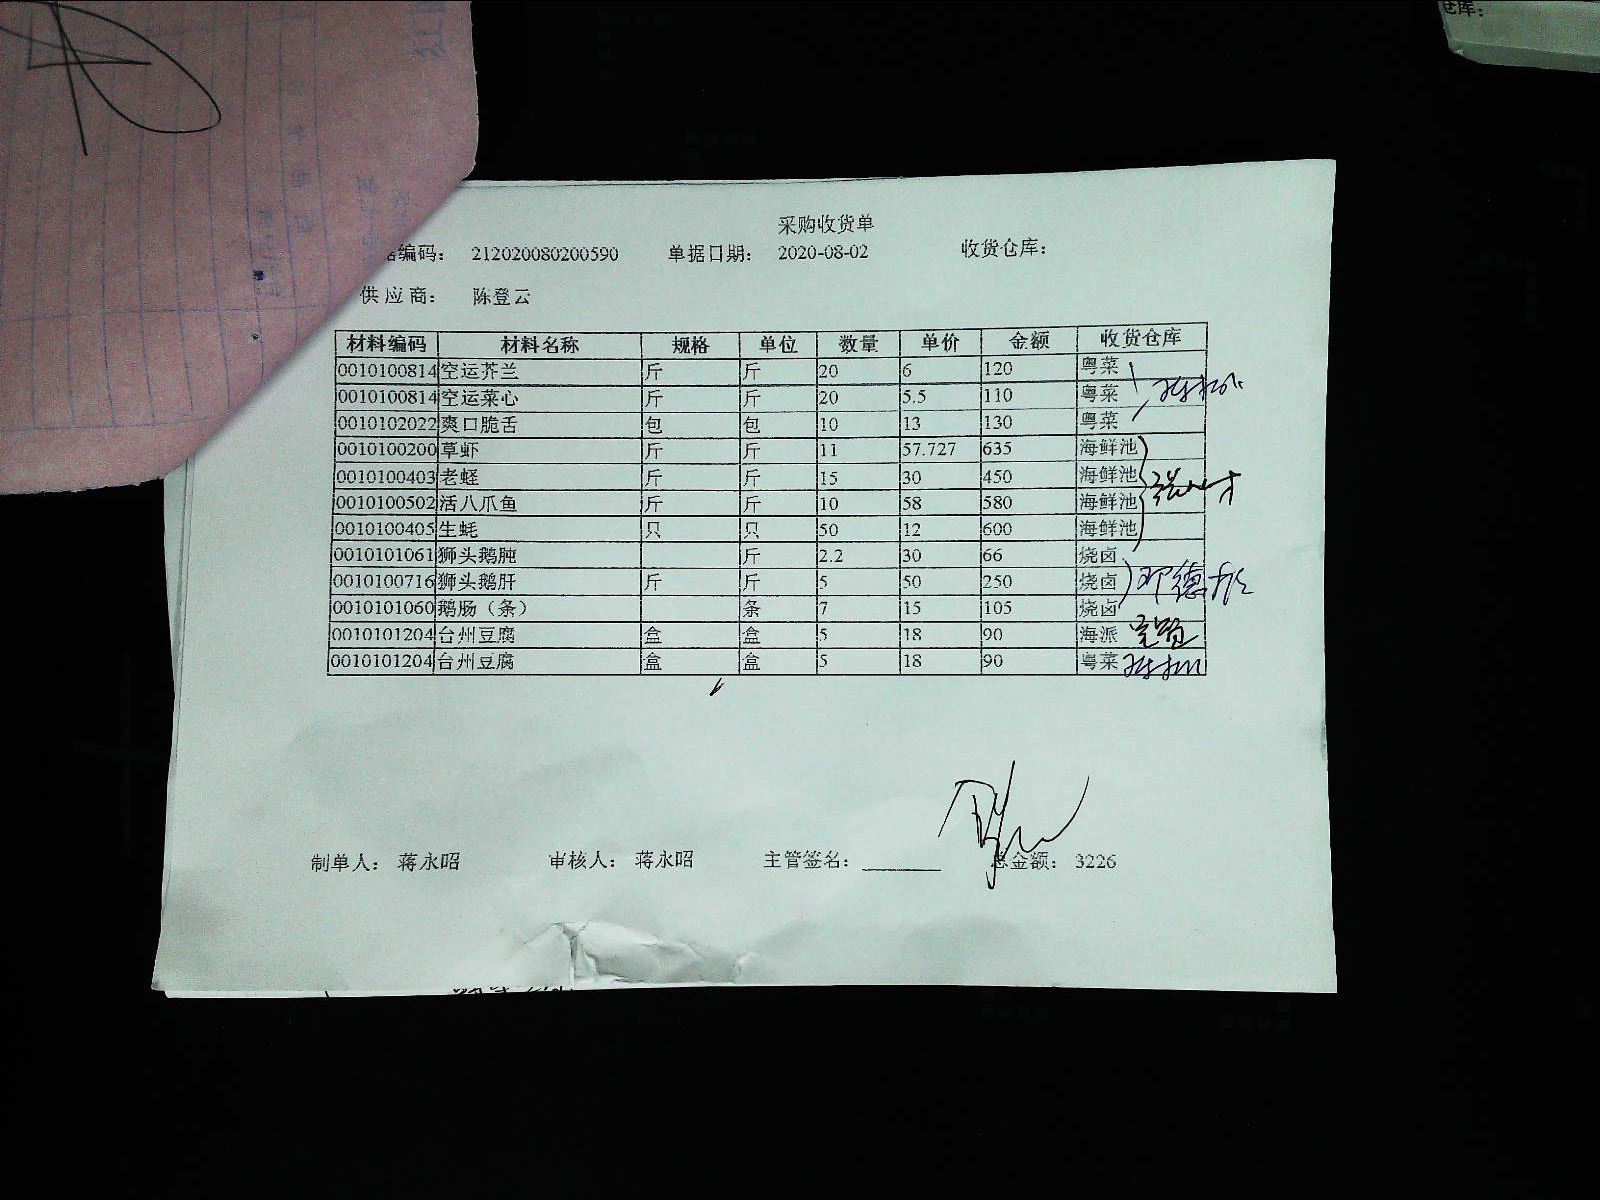 仓库：
采购收货单
据编码： 212020080200590 单据日期： 2020-08-02 收货仓库：
供应商： 陈登云
材料编码 材料名称 规格 单位 数量 单价 金额 收货仓库
0010100814 空运芥兰 斤 斤 20 6 120 粤菜
0010100814 空运菜心 斤 斤 20 5.5 110 粤菜
0010102022 爽口脆舌 包 包 10 13 130 粤菜
0010100200 草虾 斤 斤 11 57.727 635 海鲜池
0010100403 老蛏 斤 斤 15 30 450 海鲜池
0010100502 活八爪鱼 斤 斤 10 58 580 海鲜池
0010100405 生蚝 只 只 50 12 600 海鲜池
0010101061 狮头鹅肫 斤 2.2 30 66 烧卤
0010100716 狮头鹅肝 斤 斤 5 50 250 烧卤
0010101060 鹅肠（条） 条 7 15 105 烧卤
0010101204 台州豆腐 盒 盒 5 18 90 海派
0010101204 台州豆腐 盒 盒 5 18 90 粤菜
制单人： 蒋永昭 审核人： 蒋永昭 主管签名： 总金额： 3226